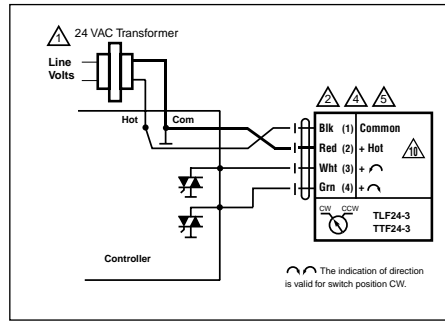 1 24 VAC Transformer
Line
Volts
Hot Com
2 4 5
Blk (1) Common
Red (2) + Hot
10
Wht (3) +
Grn (4) +
CW CCW
TLF24-3
TTF24-3
Controller
The indication of direction
is valid for switch position CW.